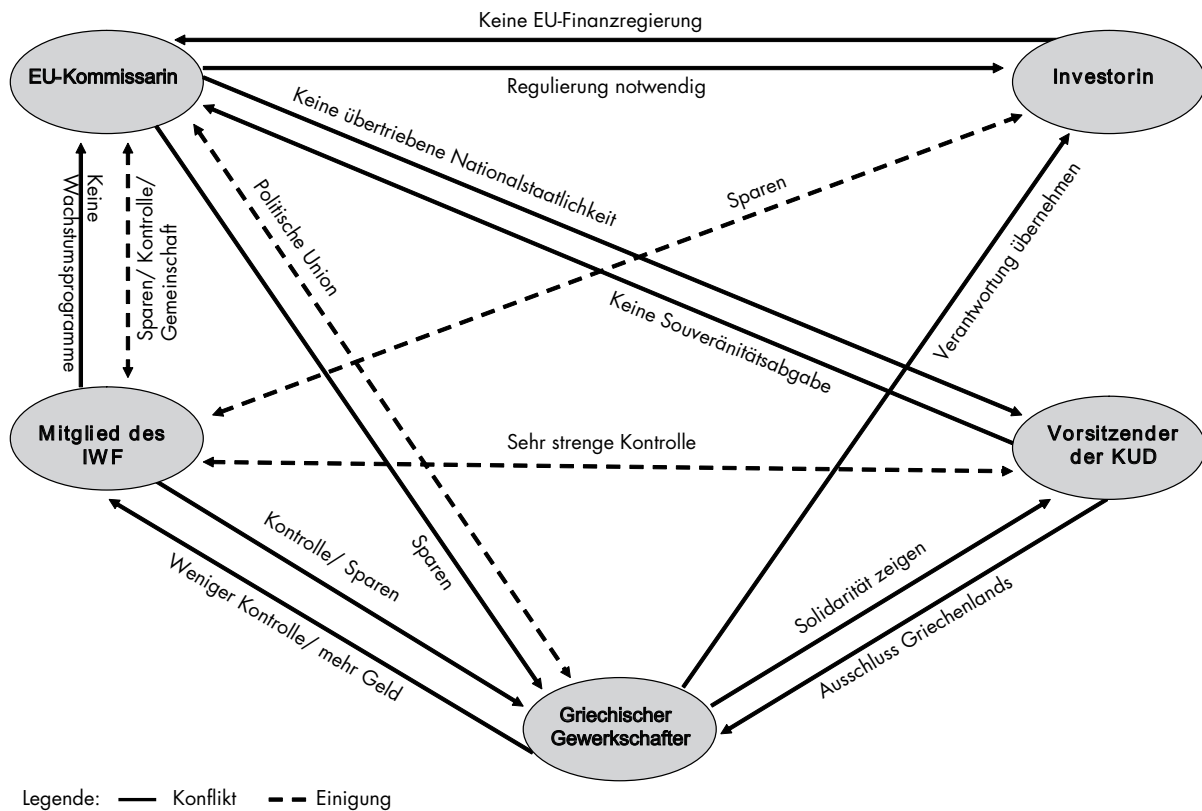 Keine EU-Finanzregierung
EU-Kommissarin
Investorin
Regulierung notwendig
Keine übertriebene Nationalstaatlichkeit
Keine
Wachstumsprogramme
Sparen/ Kontrolle/
Gemeinschaft
Politische Union
Sparen
Verantwortung übernehmen
Keine Souveränitätsabgabe
Mitglied des
IWF
Sehr strenge Kontrolle
Vorsitzender
der KUD
Kontrolle/ Sparen
Sparen
Weniger Kontrolle/ mehr Geld
Solidarität zeigen
Ausschluss Griechenlands
Griechischer
Gewerkschafter
Legende: Konflikt Einigung